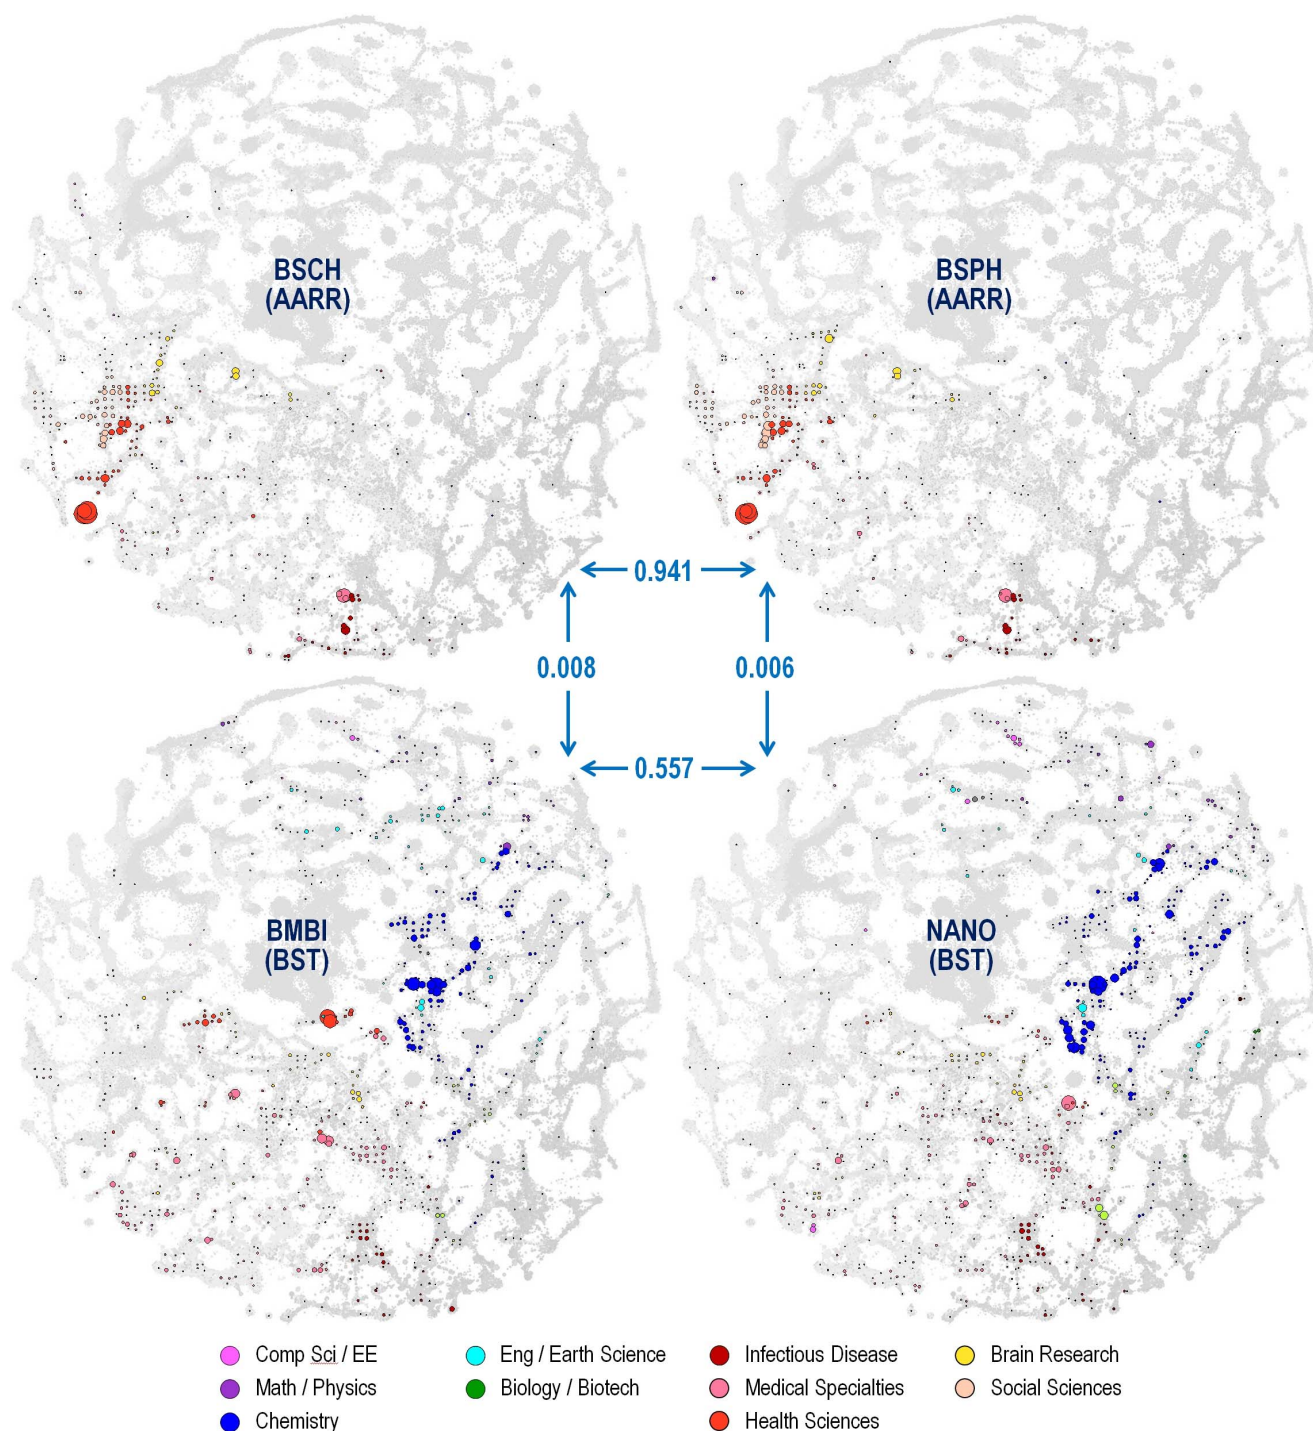 BSCH
(AARR)
BSPH
(AARR)
0.941
0.008
0.006
0.557
BMBI
(BST)
NANO
(BST)
Comp Sci / EE
Eng / Earth Science
Infectious Disease
Brain Research
Math / Physics
Biology / Biotech
Medical Specialties
Social Sciences
Chemistry
Health Sciences